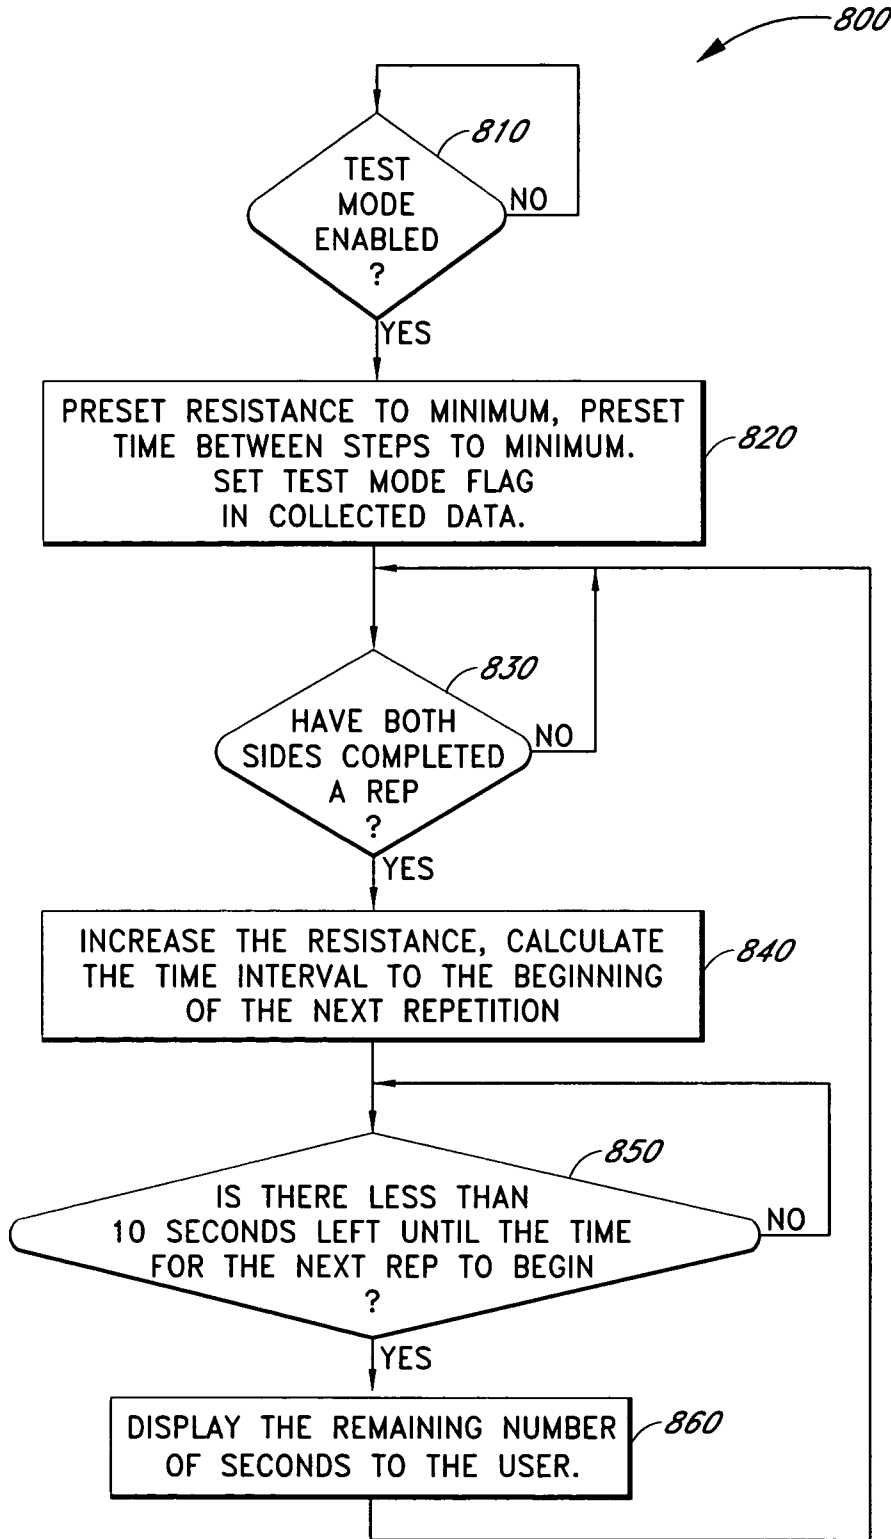 800
810
TEST
MODE
ENABLED
?
NO
YES
PRESET RESISTANCE TO MINIMUM, PRESET
TIME BETWEEN STEPS TO MINIMUM.
SET TEST MODE FLAG
IN COLLECTED DATA.
820
830
HAVE BOTH
SIDES COMPLETED
A REP
?
NO
YES
INCREASE THE RESISTANCE, CALCULATE
THE TIME INTERVAL TO THE BEGINNING
OF THE NEXT REPETITION
840
850
IS THERE LESS THAN
10 SECONDS LEFT UNTIL THE TIME
FOR THE NEXT REP TO BEGIN
?
NO
YES
DISPLAY THE REMAINING NUMBER
OF SECONDS TO THE USER.
860